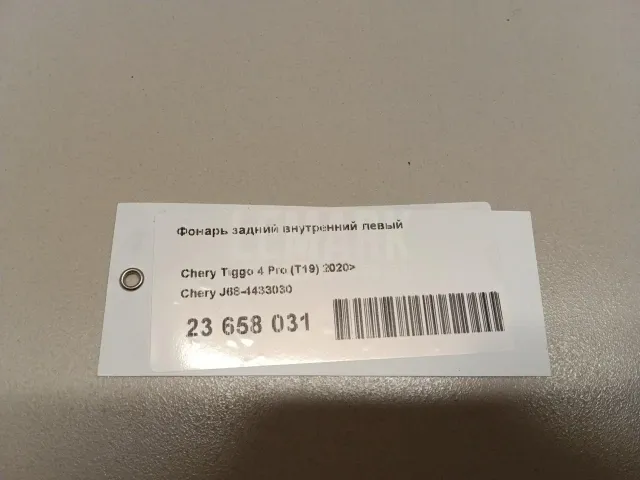 Фонарь задний внутренний левый
Chery Tiggo 4 Pro (T19) 2020>
Chery J68-4433030
23 658 031